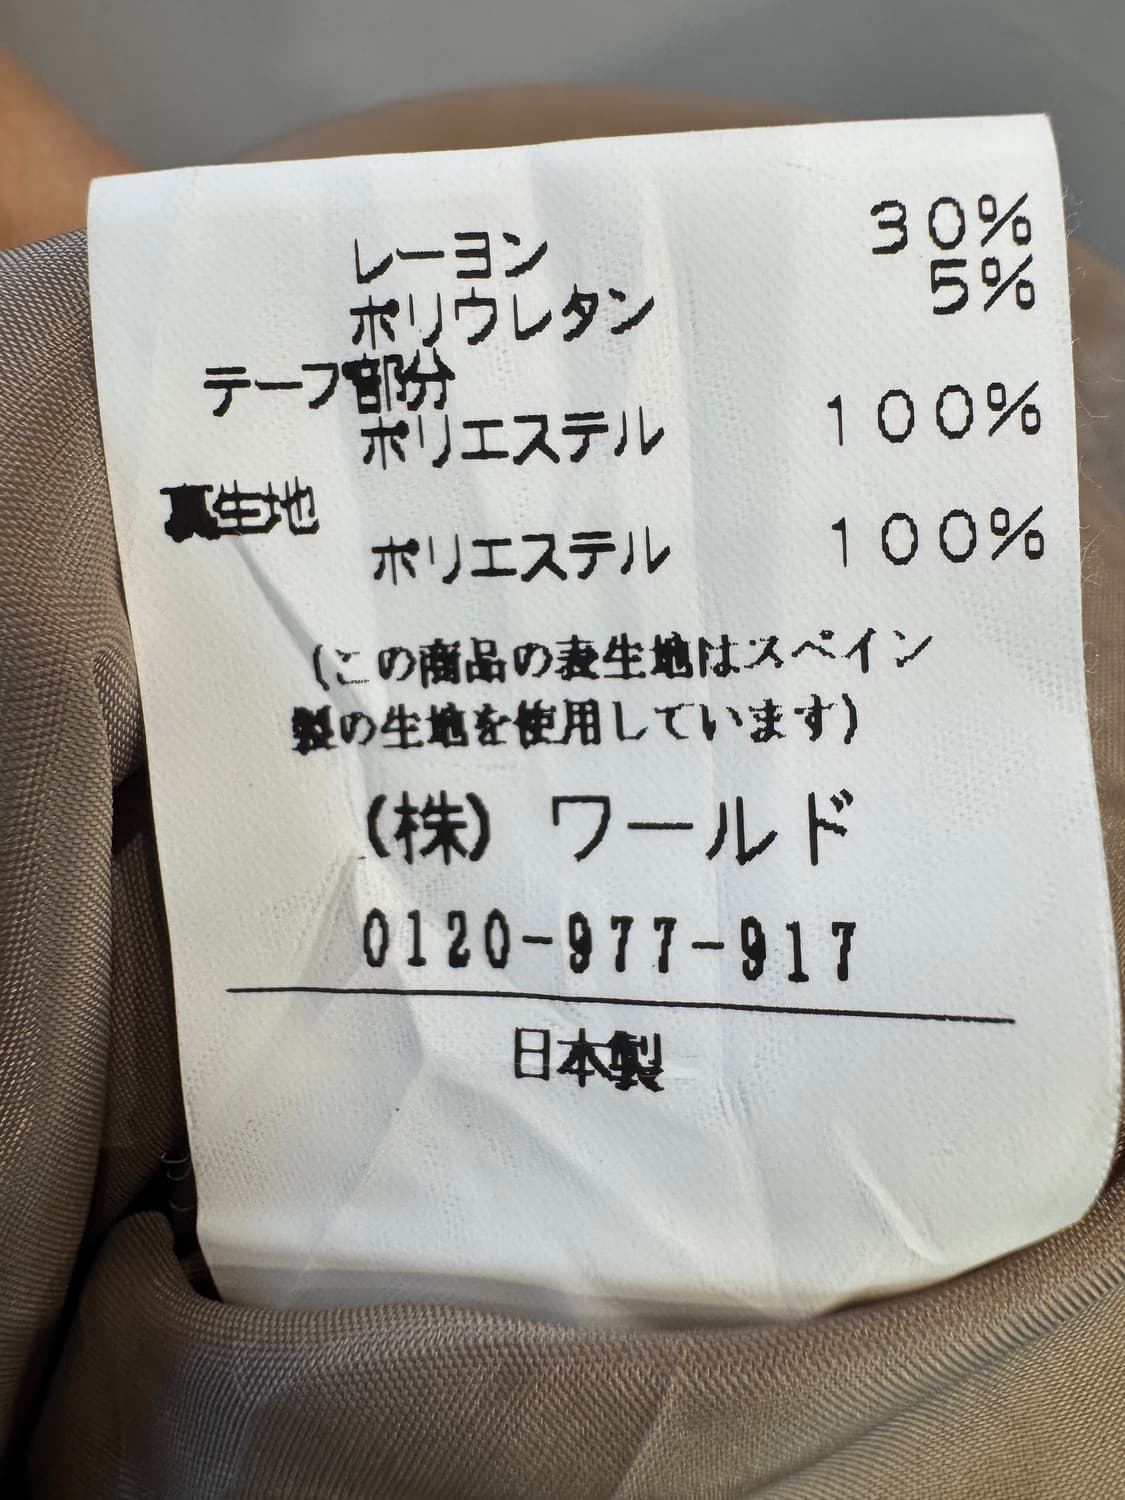 レーヨン 30%
ポリウレタン 5%
テープ部分
ポリエステル 100%
裏生地
ポリエステル 100%
(この商品の表生地はスペイン
製の生地を使用しています)
(株) ワールド
0120-977-917
日本製